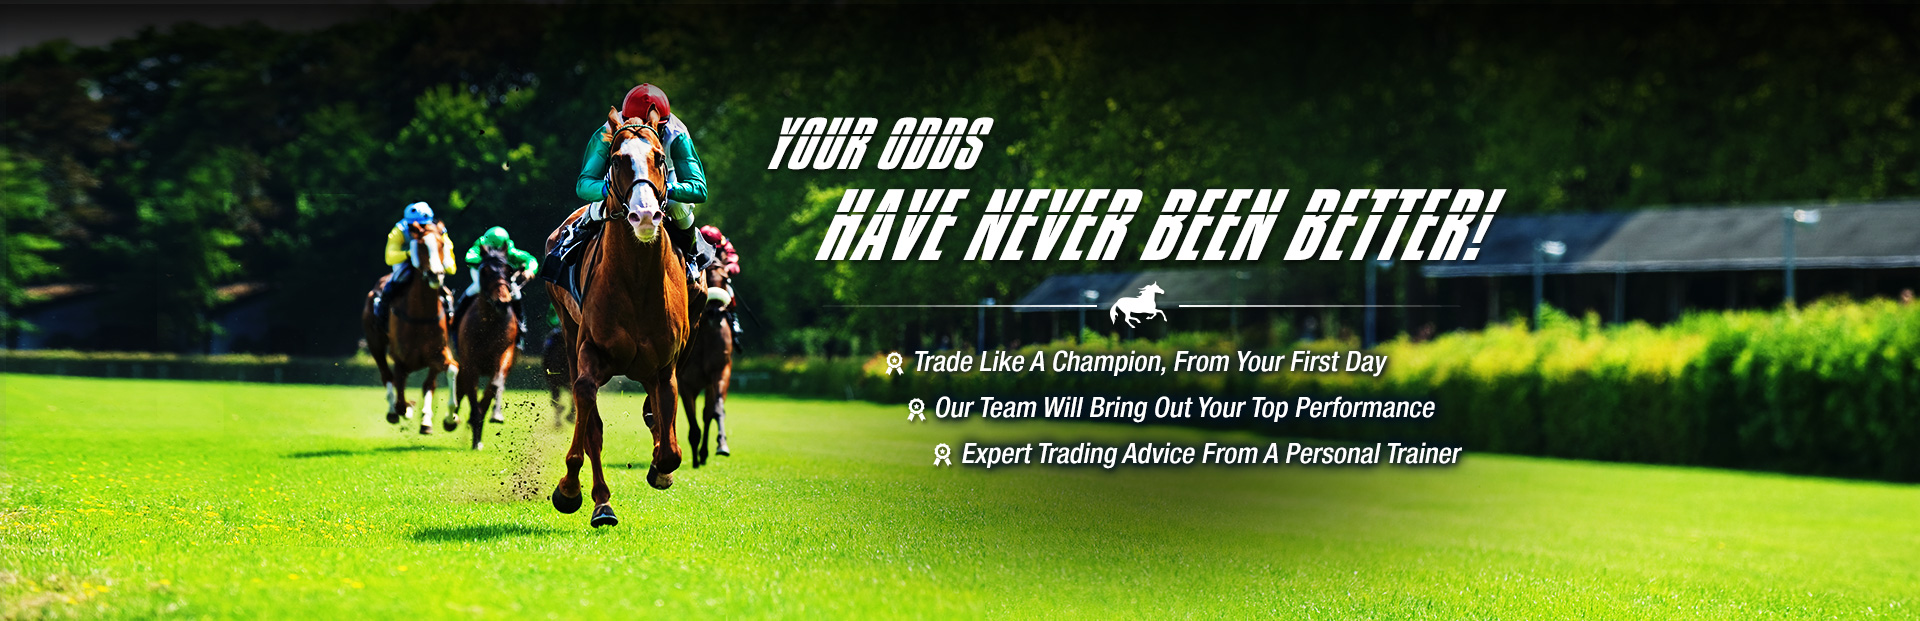 YOUR ODDS
HAVE NEVER BEEN BETTER!
Trade Like A Champion, From Your First Day
Our Team Will Bring Out Your Top Performance
Expert Trading Advice From A Personal Trainer